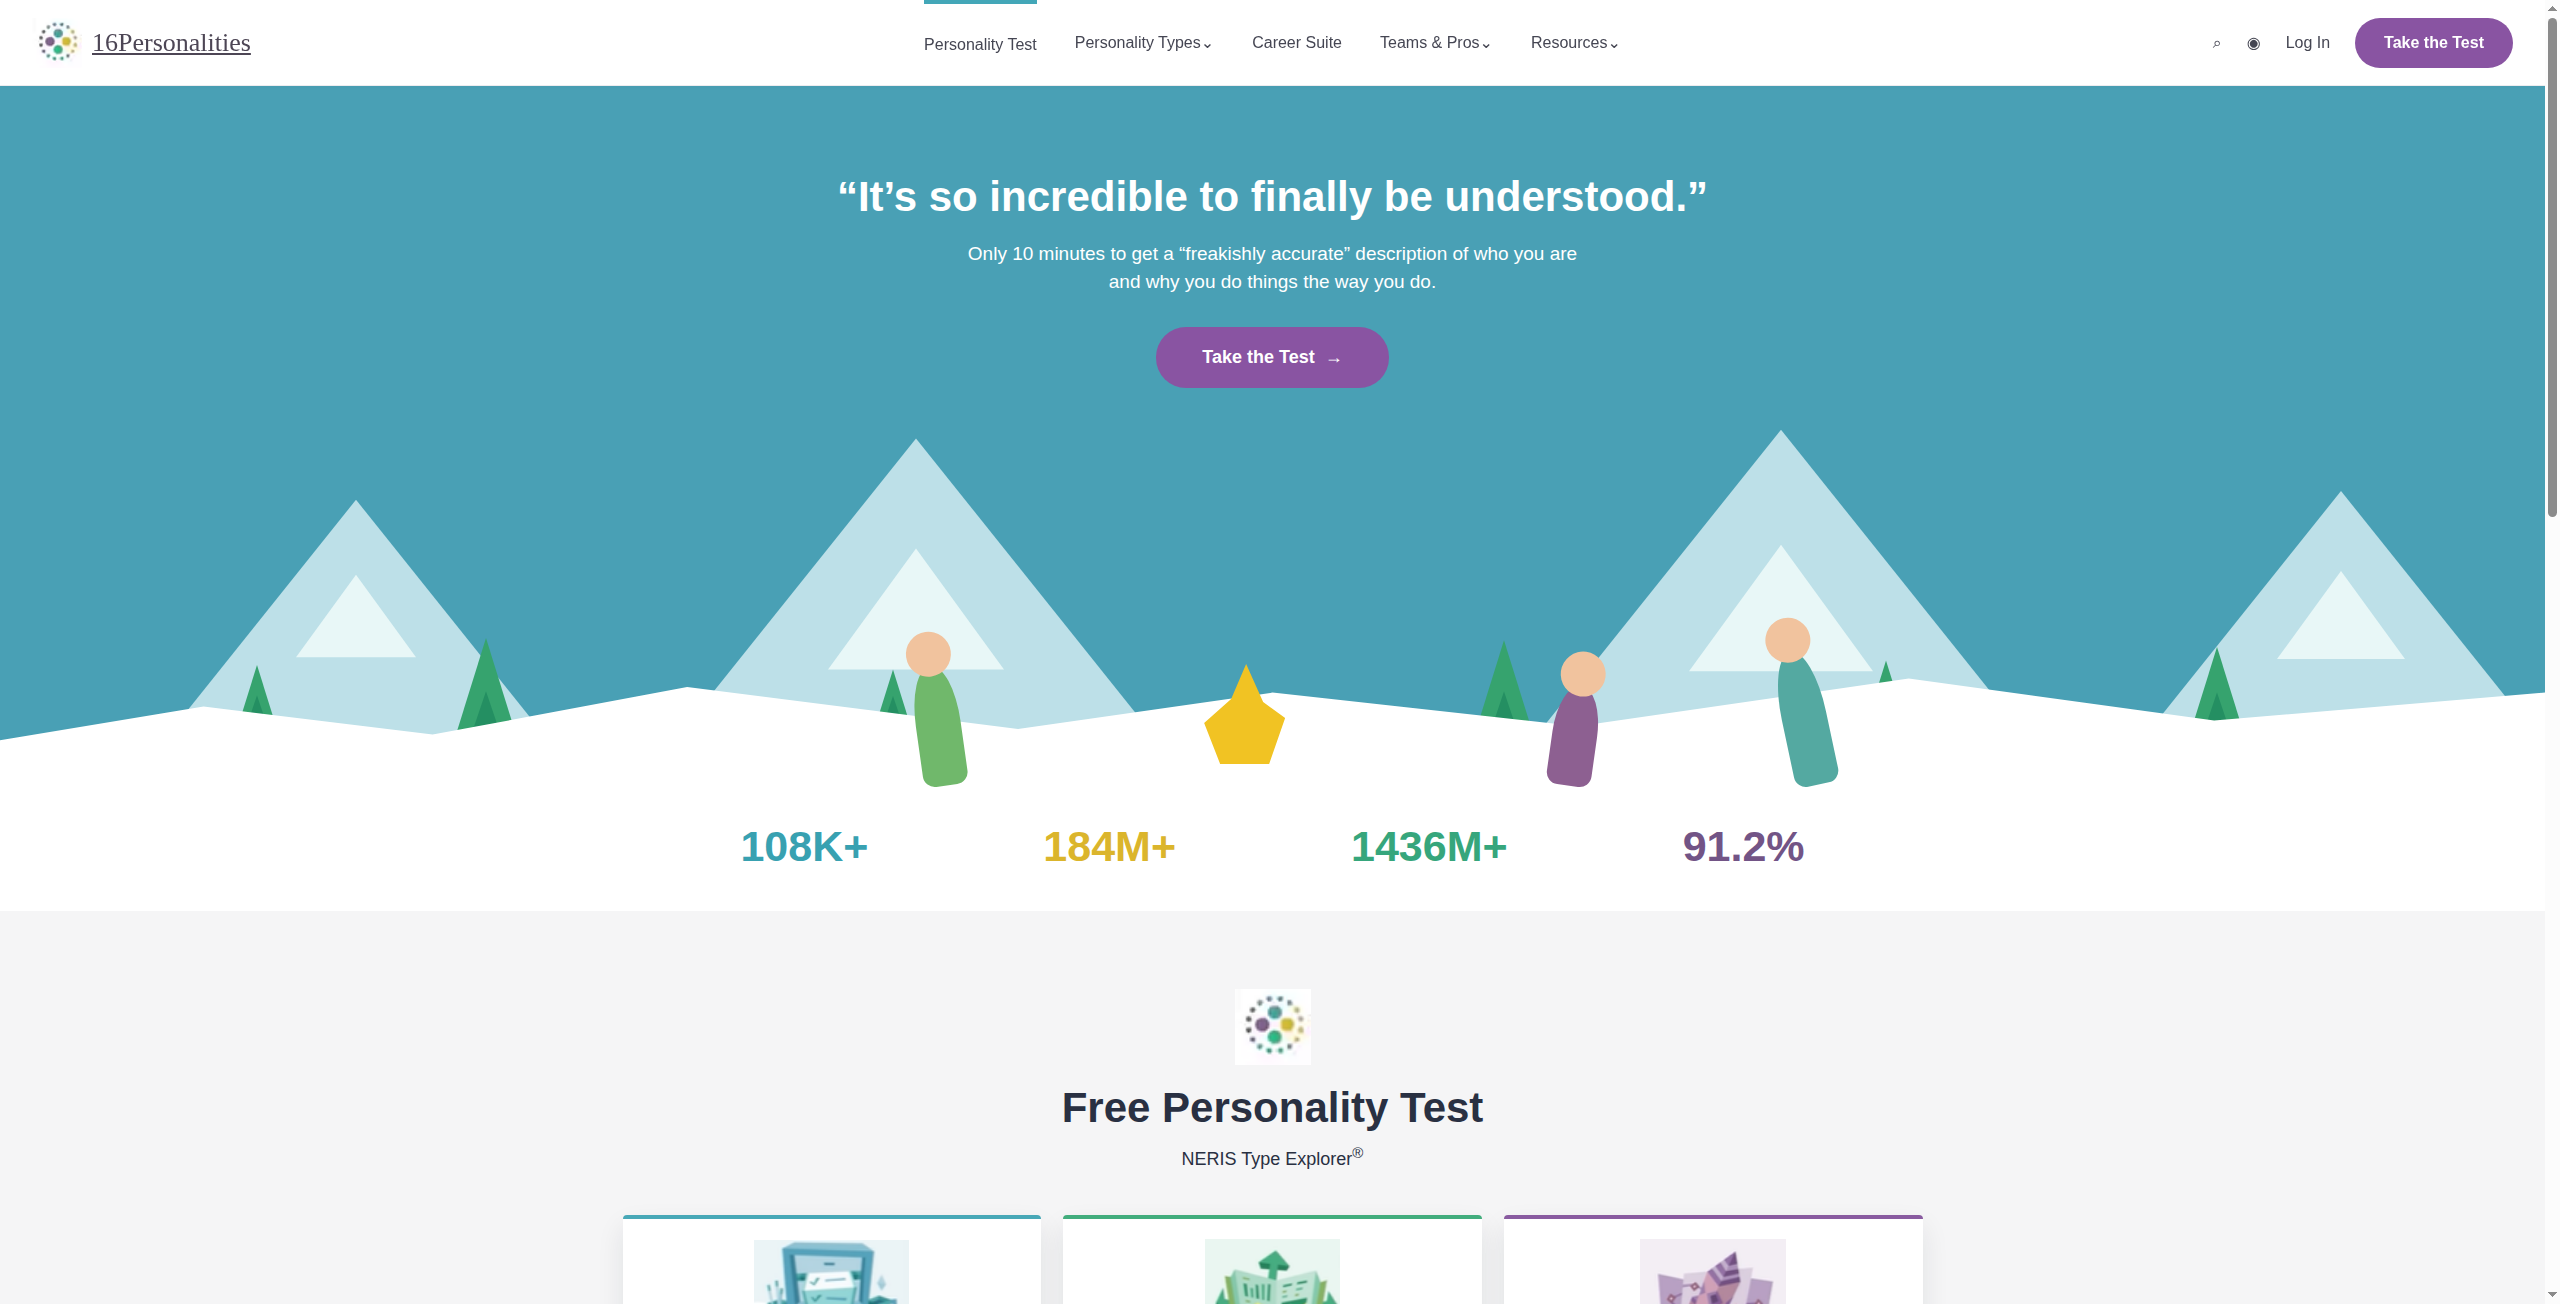 16Personalities
Personality Test
Personality Types
Career Suite
Teams & Pros
Resources
Log In
Take the Test
“It’s so incredible to finally be understood.”
Only 10 minutes to get a “freakishly accurate” description of who you are
and why you do things the way you do.
Take the Test →
108K+
184M+
1436M+
91.2%
Free Personality Test
NERIS Type Explorer®